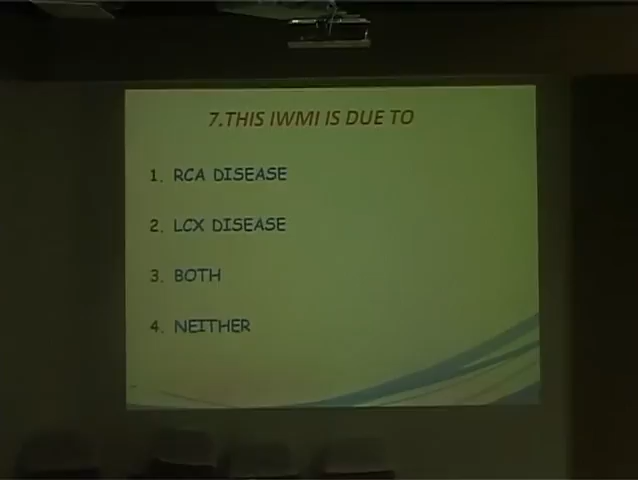 7.THIS IWMI IS DUE TO
1. RCA DISEASE
2. LCX DISEASE
3. BOTH
4. NEITHER